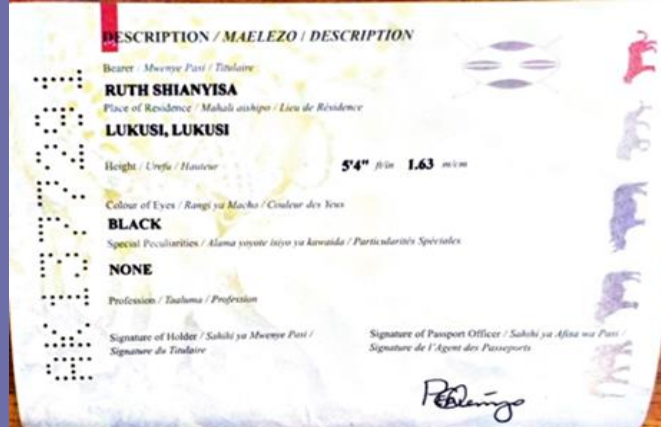 DESCRIPTION / MAELEZO / DESCRIPTION
Bearer / Mwenye Pasi / Titulaire
RUTH SHIANYISA
Place of Residence / Mahali aishipo / Lieu de Résidence
LUKUSI, LUKUSI
Height / Urefu / Hauteur 5'4" ft/in 1.63 m/cm
Colour of Eyes / Rangi ya Macho / Couleur des Yeux
BLACK
Special Peculiarities / Alama yoyote isiyo ya kawaida / Particularités Spéciales
NONE
Profession / Taaluma / Profession
Signature of Holder / Sahihi ya Mwenye Pasi /
Signature du Titulaire
Signature of Passport Officer / Sahihi ya Afisa wa Pasi /
Signature de l'Agent des Passeports
AK1577291